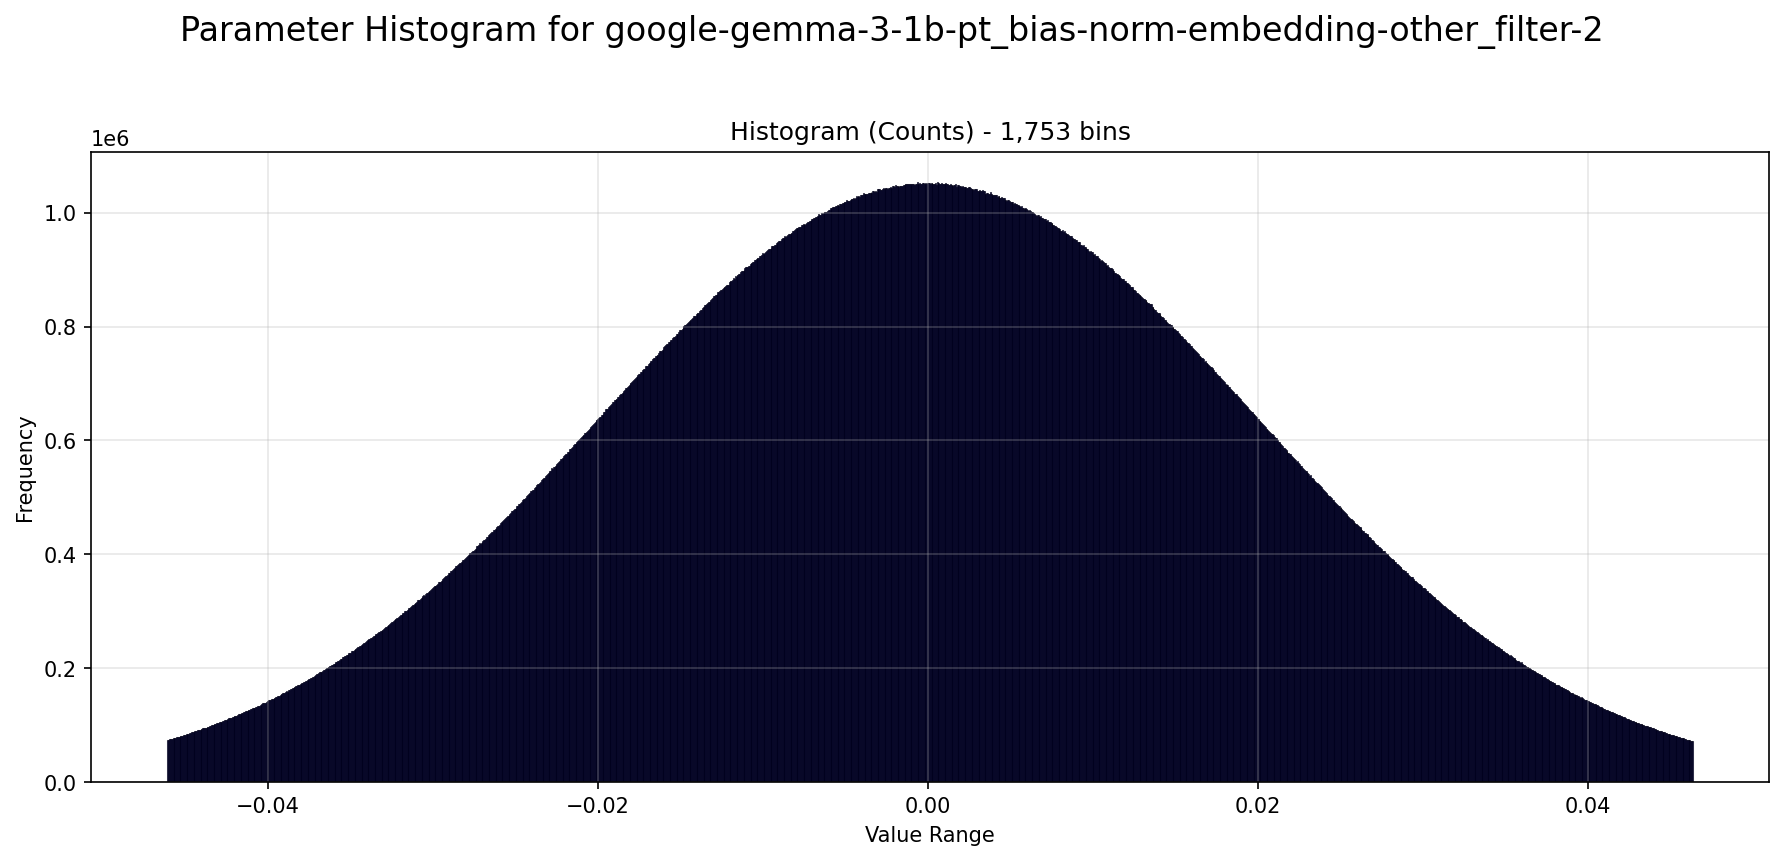 Parameter Histogram for google-gemma-3-1b-pt_bias-norm-embedding-other_filter-2
Histogram (Counts) - 1,753 bins
1e6
1.0
0.8
0.6
0.4
0.2
0.0
Frequency
−0.04
−0.02
0.00
0.02
0.04
Value Range